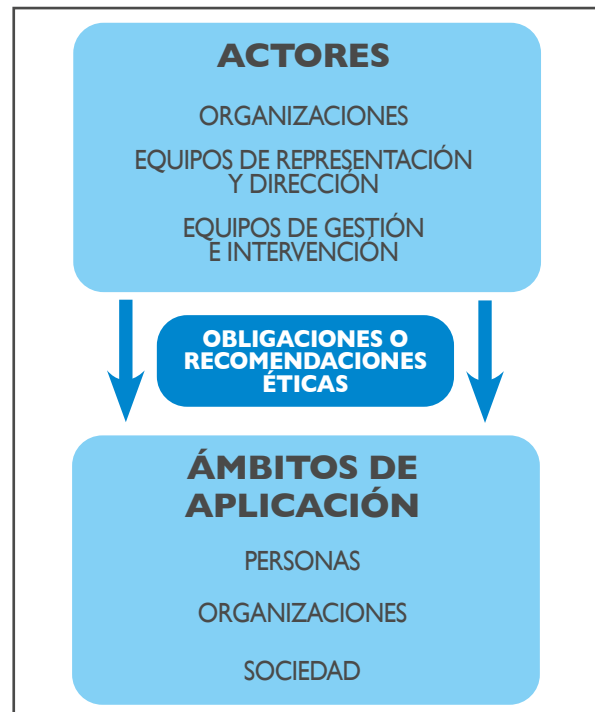 ACTORES
ORGANIZACIONES
EQUIPOS DE REPRESENTACIÓN
Y DIRECCIÓN
EQUIPOS DE GESTIÓN
E INTERVENCIÓN
OBLIGACIONES O
RECOMENDACIONES
ÉTICAS
ÁMBITOS DE
APLICACIÓN
PERSONAS
ORGANIZACIONES
SOCIEDAD